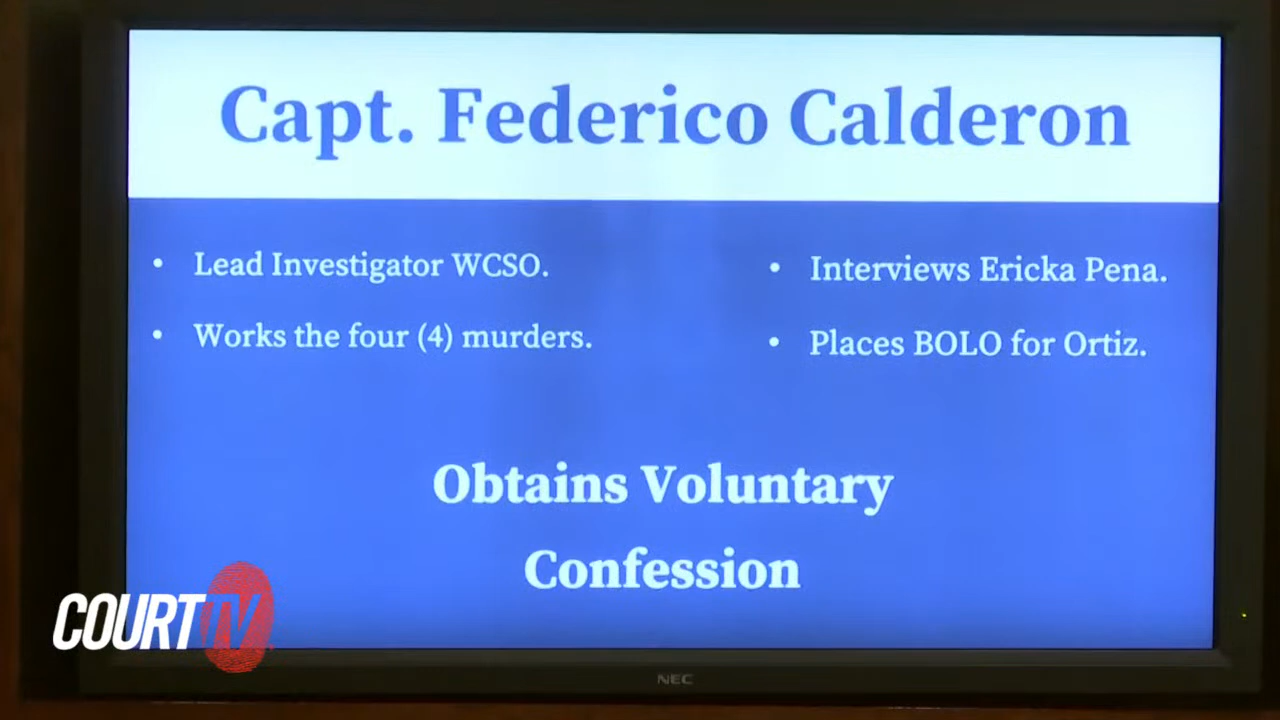 Capt. Federico Calderon
• Lead Investigator WCSO.
• Works the four (4) murders.
• Interviews Ericka Pena.
• Places BOLO for Ortiz.
Obtains Voluntary
Confession
COURT TV
NEC